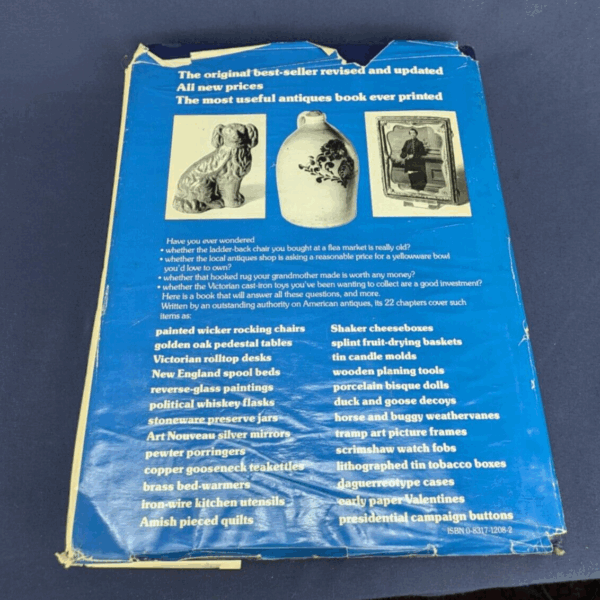 The original best-seller revised and updated
All new prices
The most useful antiques book ever printed
Have you ever wondered
• whether the ladder-back chair you bought at a flea market is really old?
• whether the local antiques shop is asking a reasonable price for a yellowware bowl
you'd love to own?
• whether that hooked rug your grandmother made is worth any money?
• whether the Victorian cast-iron toys you've been wanting to collect are a good investment?
Here is a book that will answer all these questions, and more.
Written by an outstanding authority on American antiques, its 22 chapters cover such
items as:
painted wicker rocking chairs
golden oak pedestal tables
Victorian rolltop desks
New England spool beds
reverse-glass paintings
political whiskey flasks
stoneware preserve jars
Art Nouveau silver mirrors
pewter porringers
copper gooseneck teakettles
brass bed-warmers
iron-wire kitchen utensils
Amish pieced quilts
Shaker cheeseboxes
splint fruit-drying baskets
tin candle molds
wooden planing tools
porcelain bisque dolls
duck and goose decoys
horse and buggy weathervanes
tramp art picture frames
scrimshaw watch fobs
lithographed tin tobacco boxes
daguerreotype cases
early paper Valentines
presidential campaign buttons
ISBN 0-8317-1208-2